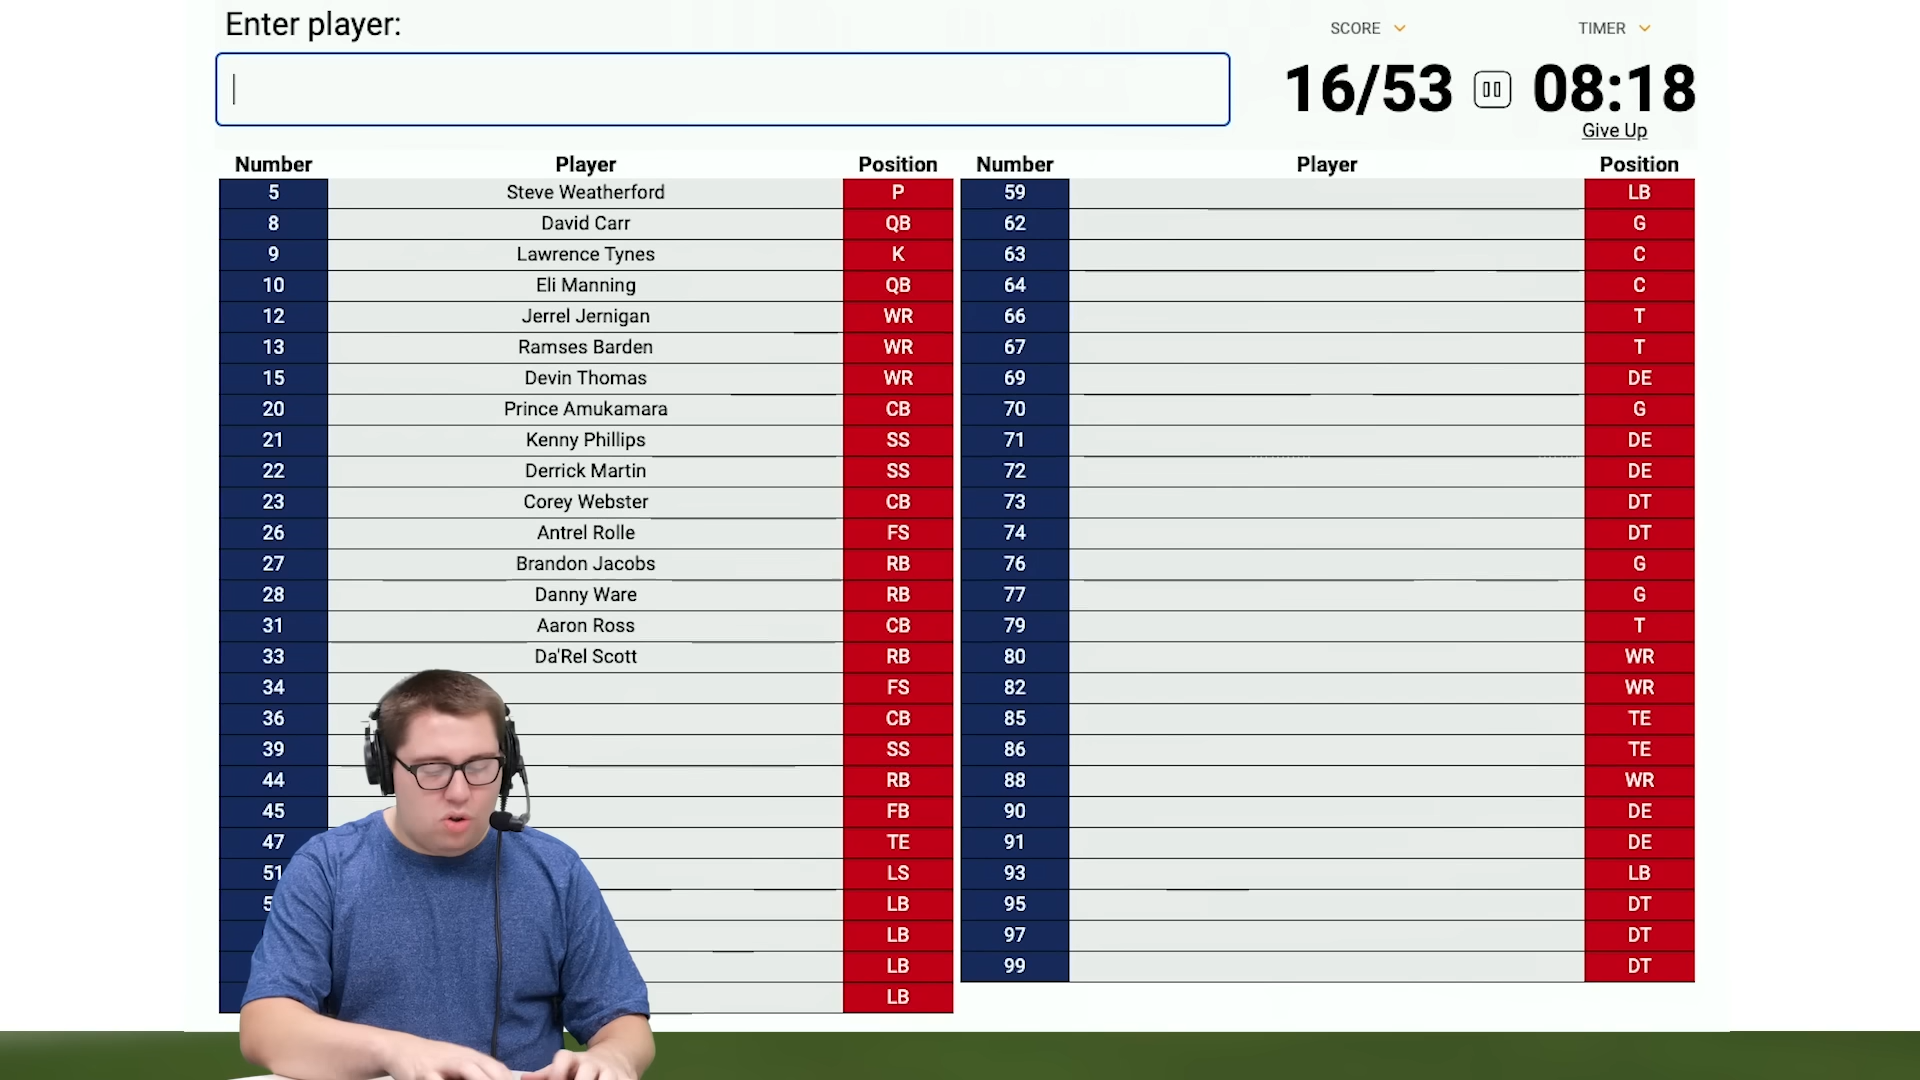 Enter player:
SCORE
TIMER
16/53
08:18
Give Up
Number Player Position
5 Steve Weatherford P
8 David Carr QB
9 Lawrence Tynes K
10 Eli Manning QB
12 Jerrel Jernigan WR
13 Ramses Barden WR
15 Devin Thomas WR
20 Prince Amukamara CB
21 Kenny Phillips SS
22 Derrick Martin SS
23 Corey Webster CB
26 Antrel Rolle FS
27 Brandon Jacobs RB
28 Danny Ware RB
31 Aaron Ross CB
33 Da'Rel Scott RB
34 FS
36 CB
39 SS
44 RB
45 FB
47 TE
51 LS
LB
LB
LB
LB
Number Player Position
59 LB
62 G
63 C
64 C
66 T
67 T
69 DE
70 G
71 DE
72 DE
73 DT
74 DT
76 G
77 G
79 T
80 WR
82 WR
85 TE
86 TE
88 WR
90 DE
91 DE
93 LB
95 DT
97 DT
99 DT